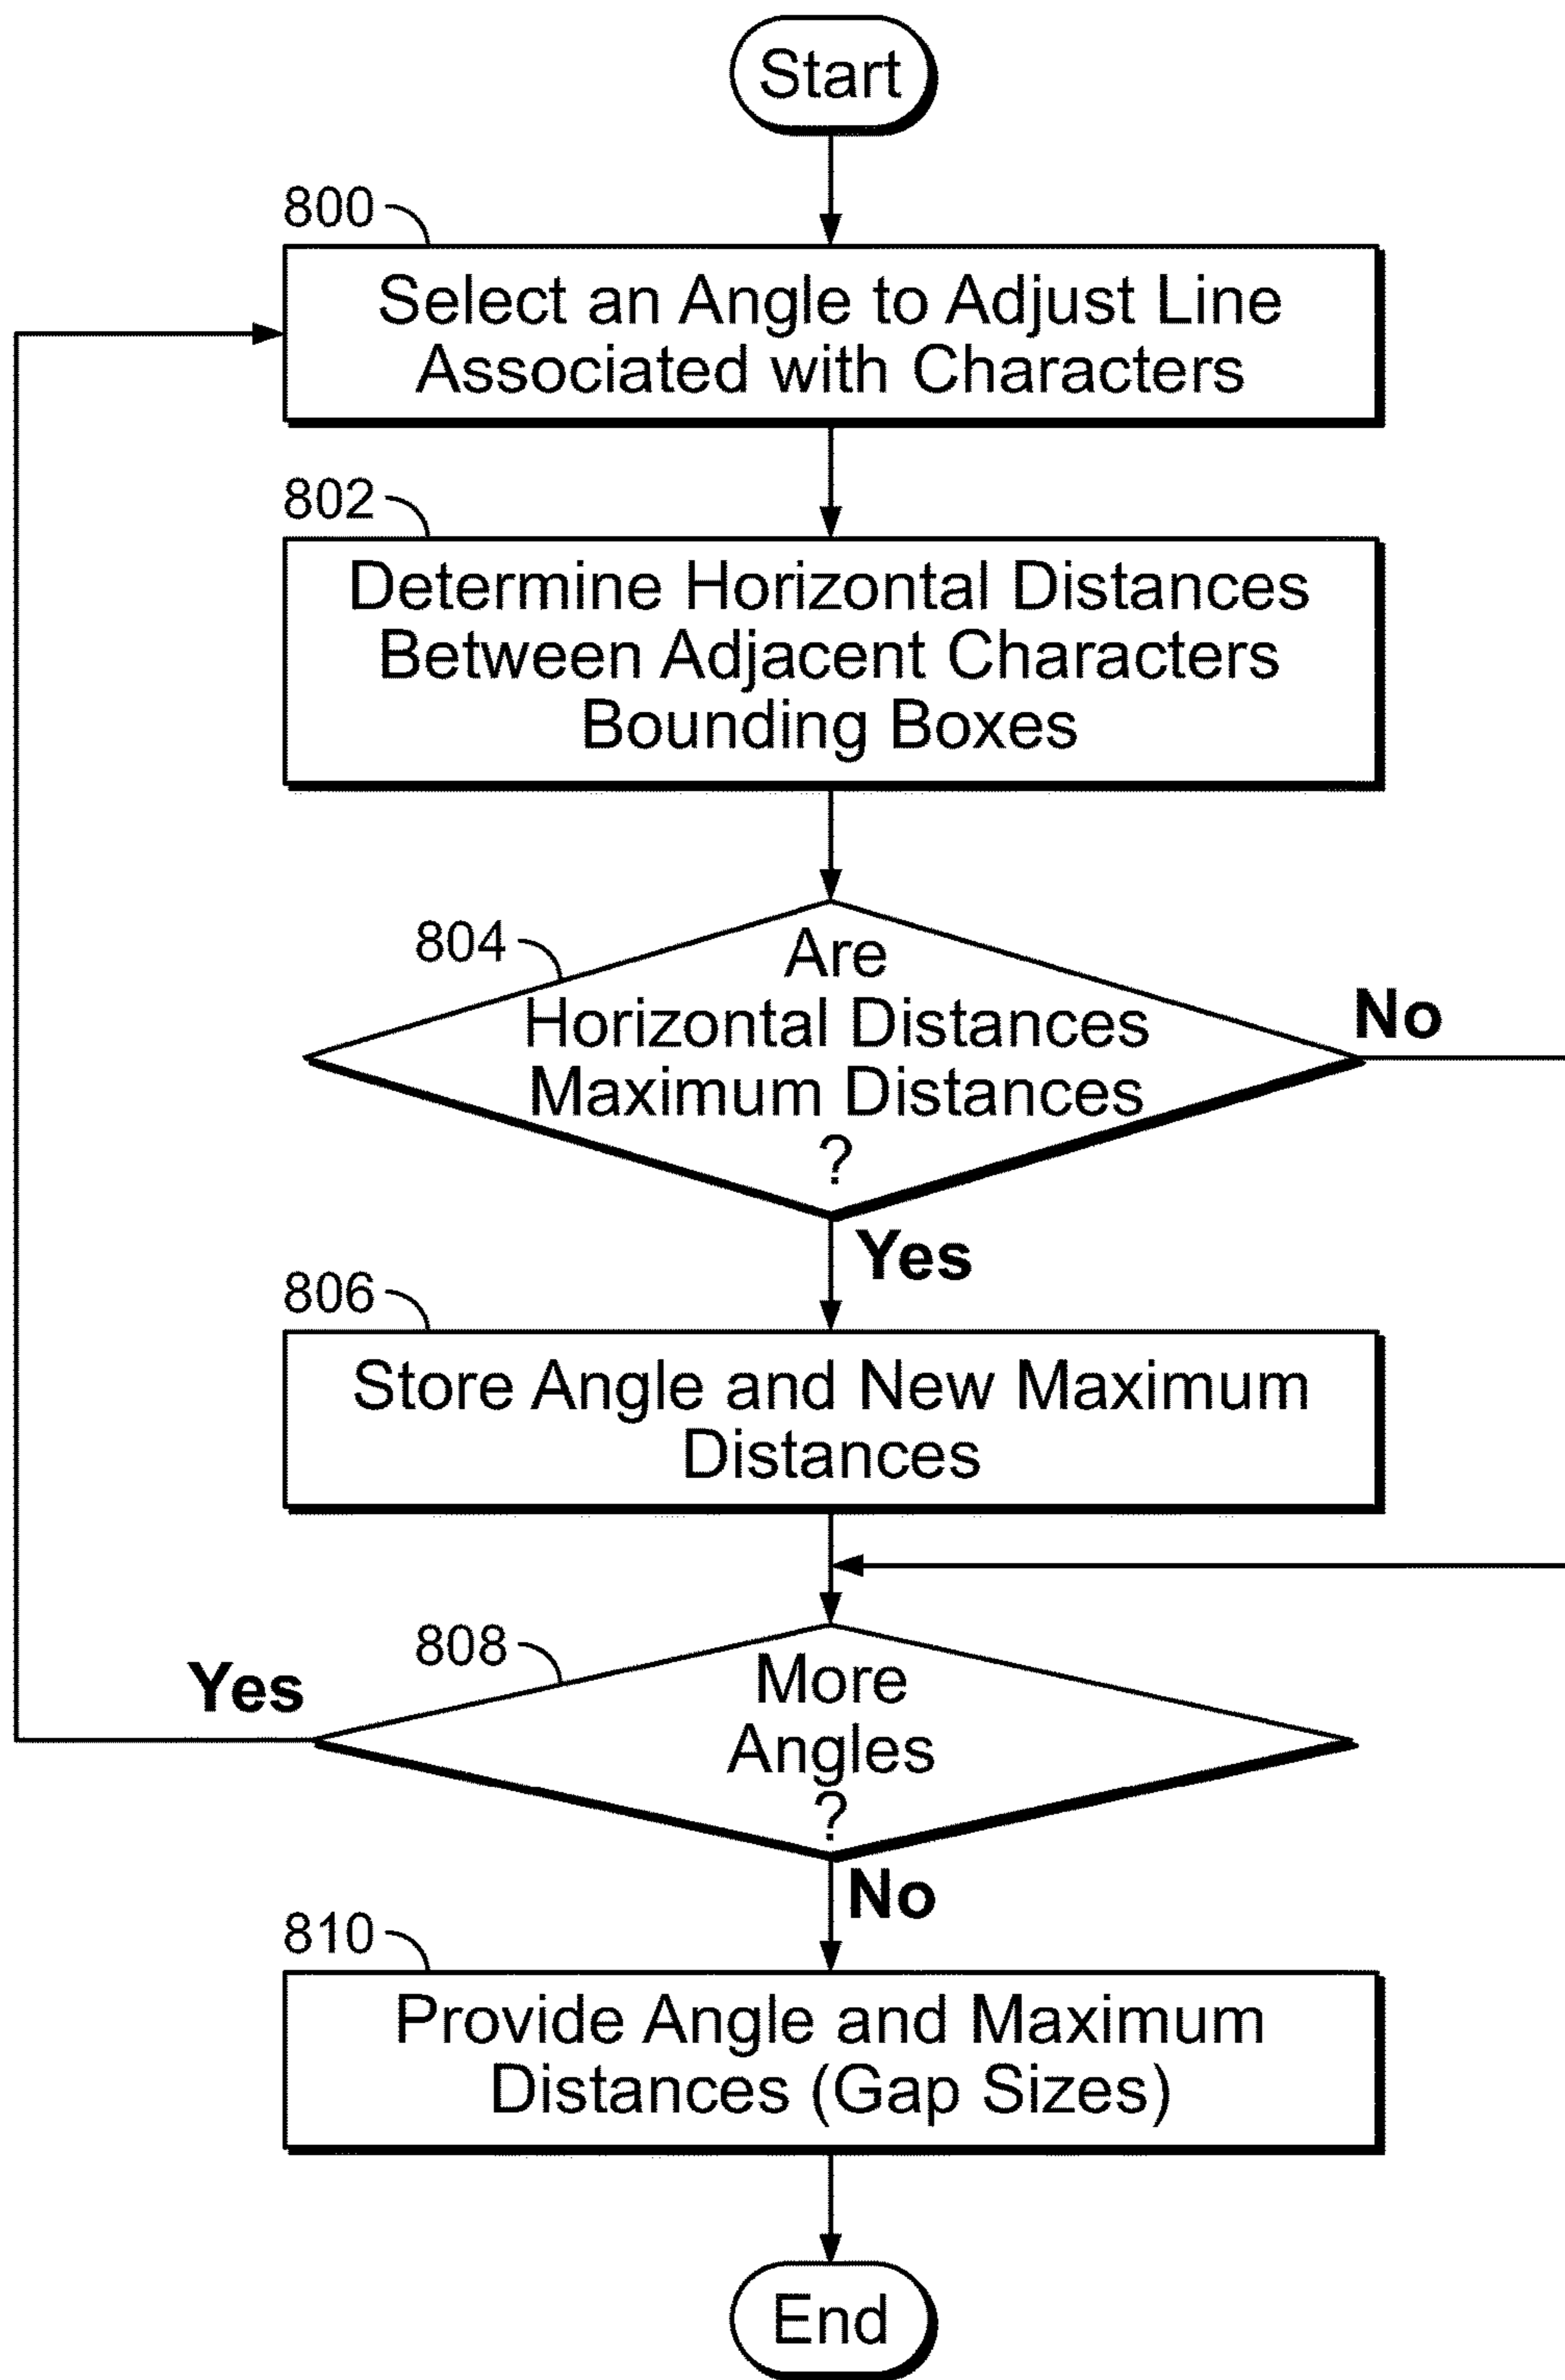 Start
800
Select an Angle to Adjust Line
Associated with Characters
802
Determine Horizontal Distances
Between Adjacent Characters
Bounding Boxes
804
Are
Horizontal Distances
Maximum Distances
?
No
Yes
806
Store Angle and New Maximum
Distances
808
More
Angles
?
Yes
No
810
Provide Angle and Maximum
Distances (Gap Sizes)
End